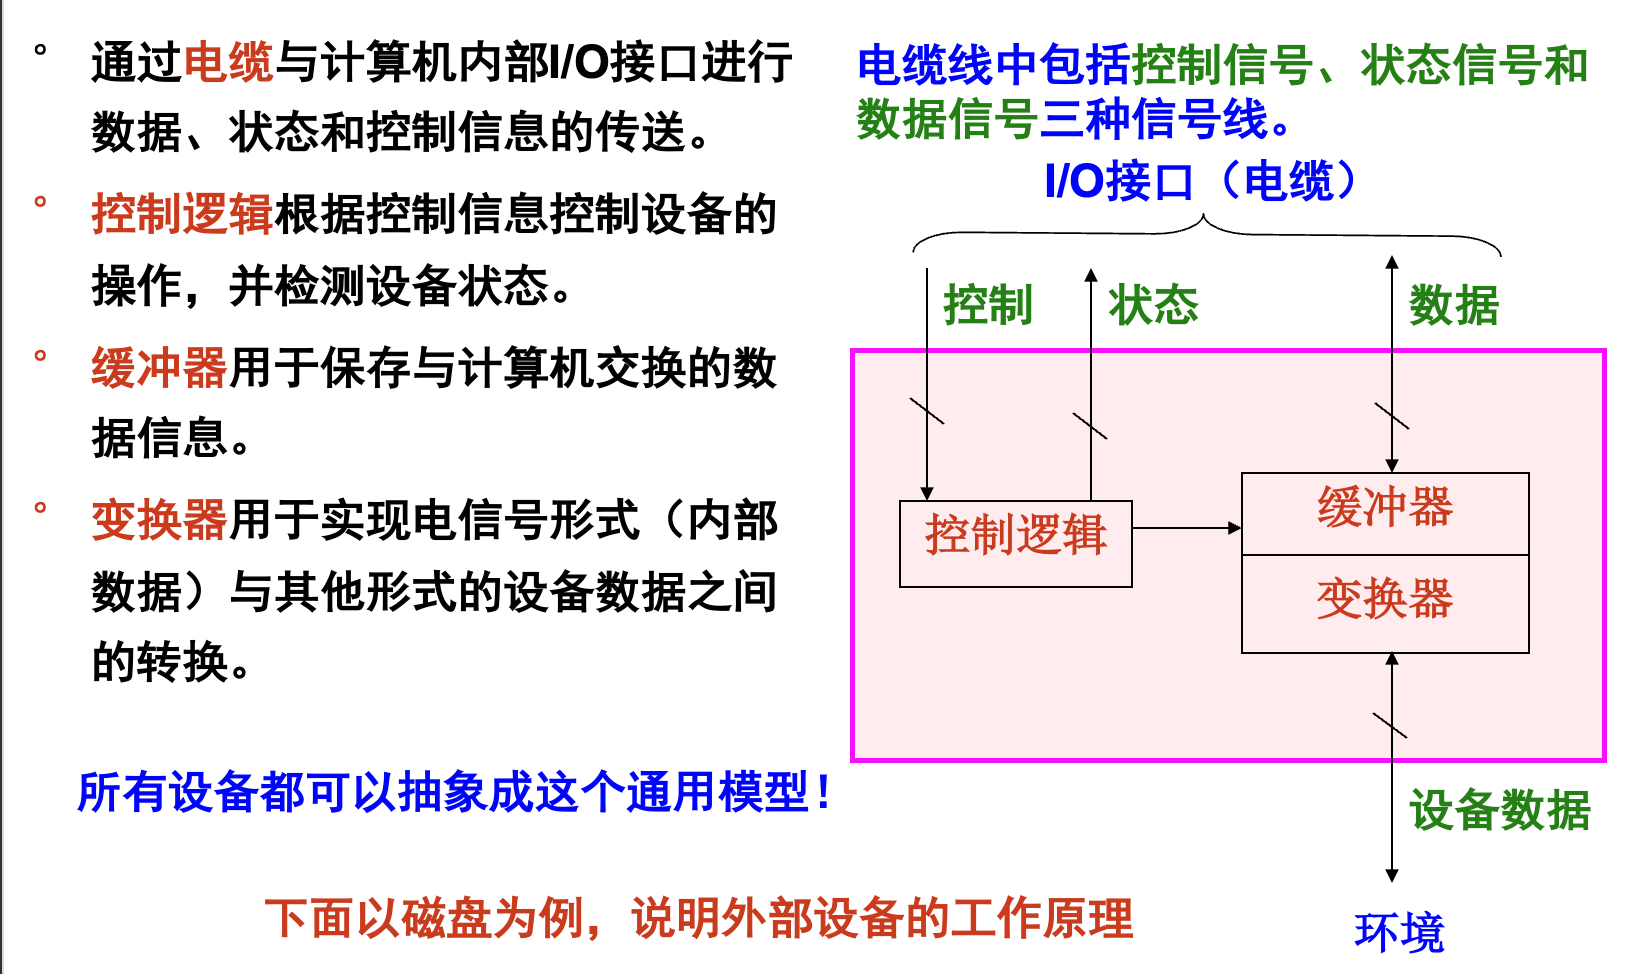 ° 通过电缆与计算机内部I/O接口进行
数据、状态和控制信息的传送。
° 控制逻辑根据控制信息控制设备的
操作，并检测设备状态。
° 缓冲器用于保存与计算机交换的数
据信息。
° 变换器用于实现电信号形式（内部
数据）与其他形式的设备数据之间
的转换。
所有设备都可以抽象成这个通用模型！
电缆线中包括控制信号、状态信号和
数据信号三种信号线。
I/O接口（电缆）
控制
状态
数据
控制逻辑
缓冲器
变换器
设备数据
环境
下面以磁盘为例，说明外部设备的工作原理